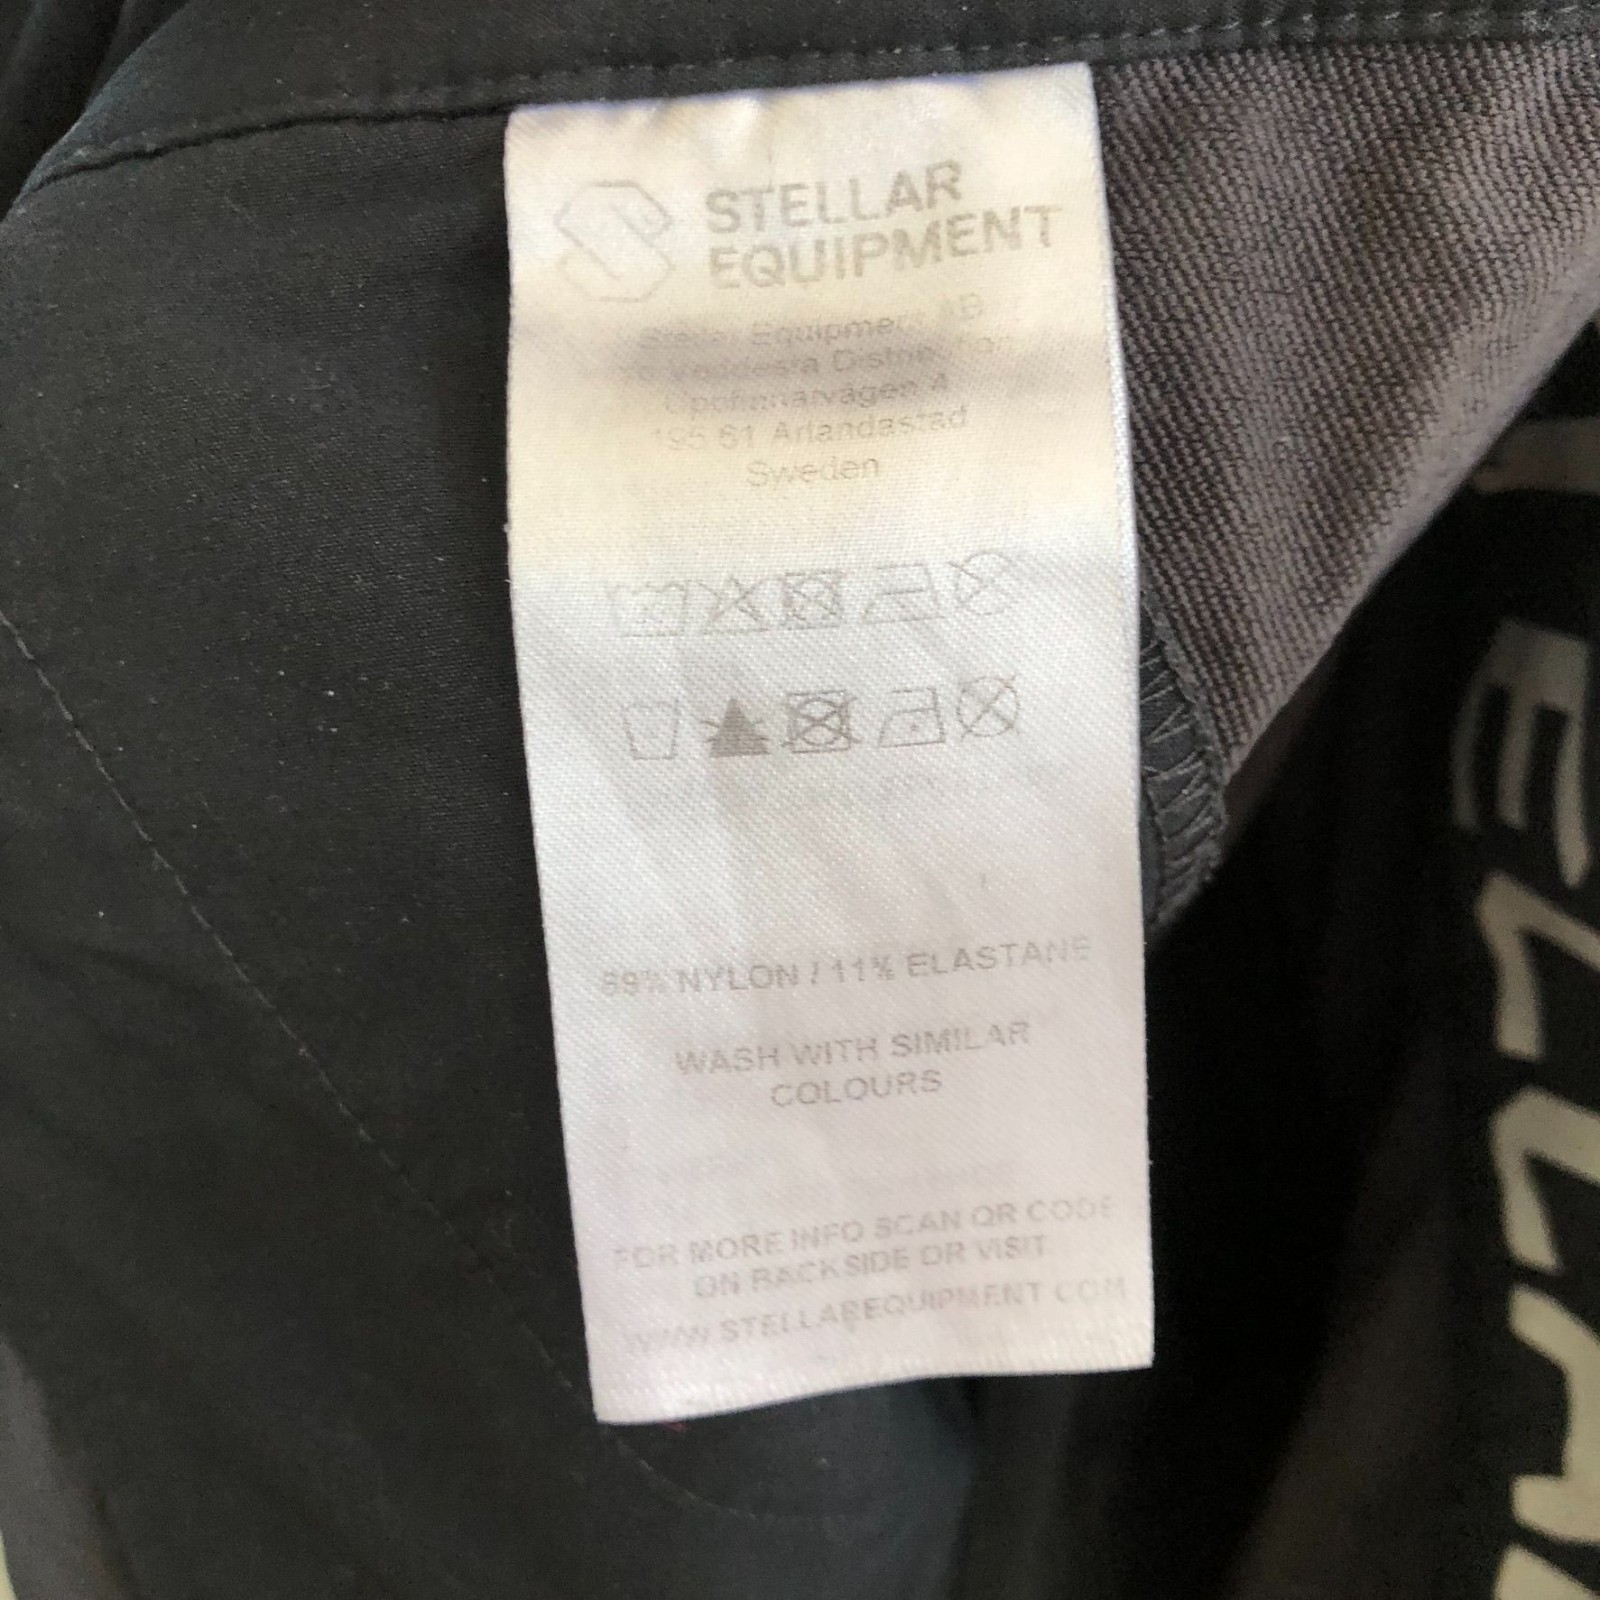 STELLAR
EQUIPMENT
Equipment AB
Arlandastad
Sweden
89% NYLON / 11% ELASTANE
WASH WITH SIMILAR
COLOURS
FOR MORE INFO SCAN QR CODE
ON BACKSIDE OR VISIT
WWW.STELLAREQUIPMENT.COM